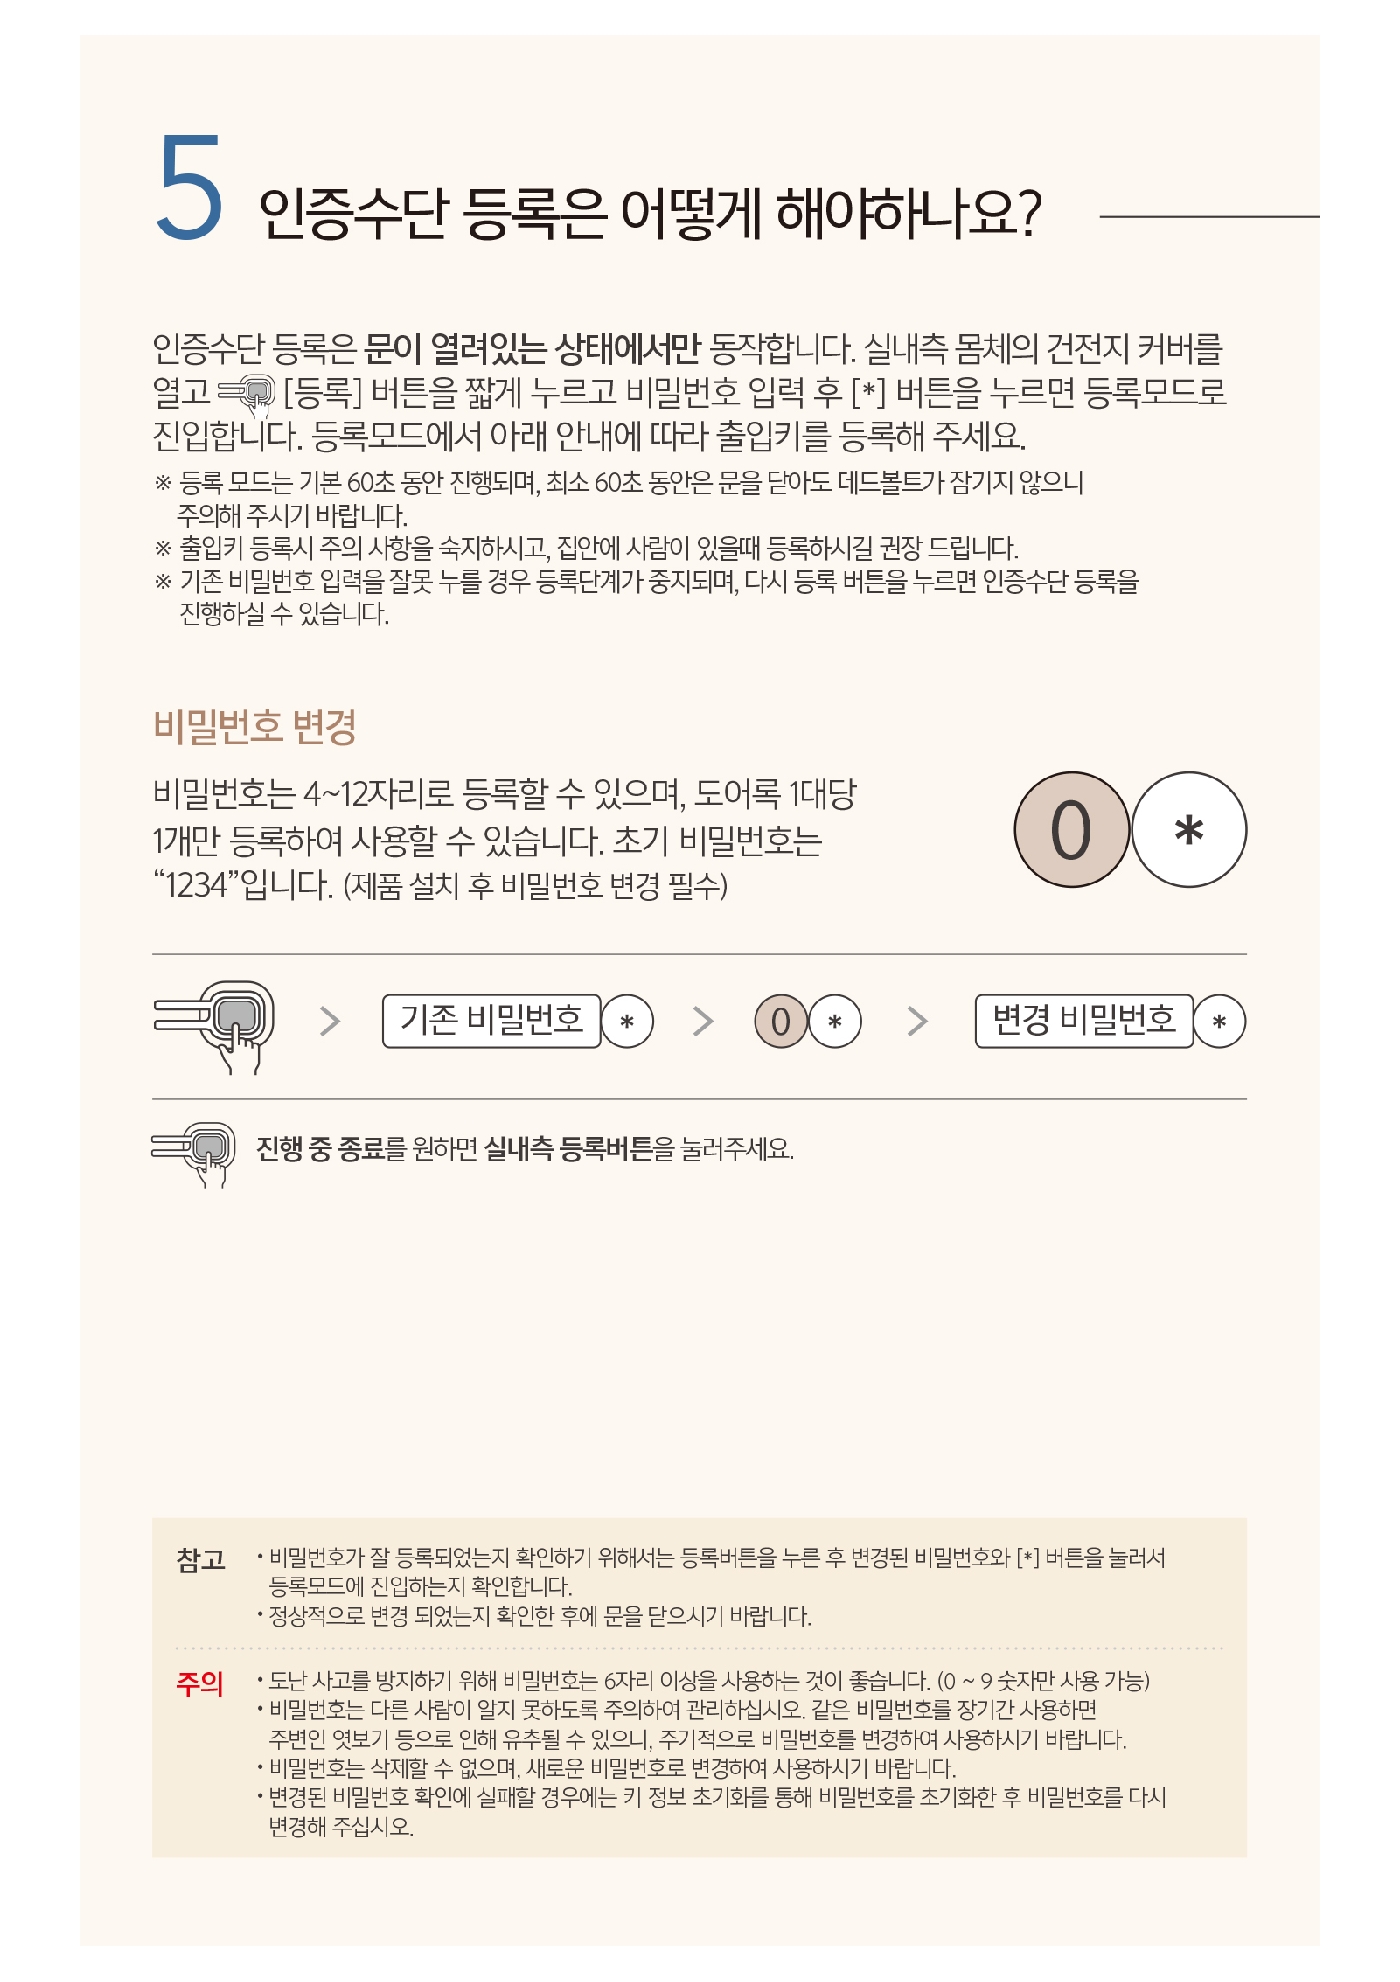 5 인증수단 등록은 어떻게 해야하나요?
인증수단 등록은 문이 열려있는 상태에서만 동작합니다. 실내측 몸체의 건전지 커버를
열고 [등록] 버튼을 짧게 누르고 비밀번호 입력 후 [*] 버튼을 누르면 등록모드로
진입합니다. 등록모드에서 아래 안내에 따라 출입키를 등록해 주세요.
※ 등록 모드는 기본 60초 동안 진행되며, 최소 60초 동안은 문을 닫아도 데드볼트가 잠기지 않으니
주의해 주시기 바랍니다.
※ 출입키 등록시 주의 사항을 숙지하시고, 집안에 사람이 있을때 등록하시길 권장 드립니다.
※ 기존 비밀번호 입력을 잘못 누를 경우 등록단계가 중지되며, 다시 등록 버튼을 누르면 인증수단 등록을
진행하실 수 있습니다.
비밀번호 변경
비밀번호는 4~12자리로 등록할 수 있으며, 도어록 1대당
1개만 등록하여 사용할 수 있습니다. 초기 비밀번호는
“1234”입니다. (제품 설치 후 비밀번호 변경 필수)
0 *
> 기존 비밀번호 * > 0 * > 변경 비밀번호 *
진행 중 종료를 원하면 실내측 등록버튼을 눌러주세요.
참고 • 비밀번호가 잘 등록되었는지 확인하기 위해서는 등록버튼을 누른 후 변경된 비밀번호와 [*] 버튼을 눌러서
등록모드에 진입하는지 확인합니다.
• 정상적으로 변경 되었는지 확인한 후에 문을 닫으시기 바랍니다.
주의 • 도난 사고를 방지하기 위해 비밀번호는 6자리 이상을 사용하는 것이 좋습니다. (0 ~ 9 숫자만 사용 가능)
• 비밀번호는 다른 사람이 알지 못하도록 주의하여 관리하십시오. 같은 비밀번호를 장기간 사용하면
주변인 엿보기 등으로 인해 유추될 수 있으니, 주기적으로 비밀번호를 변경하여 사용하시기 바랍니다.
• 비밀번호는 삭제할 수 없으며, 새로운 비밀번호로 변경하여 사용하시기 바랍니다.
• 변경된 비밀번호 확인에 실패할 경우에는 키 정보 초기화를 통해 비밀번호를 초기화한 후 비밀번호를 다시
변경해 주십시오.